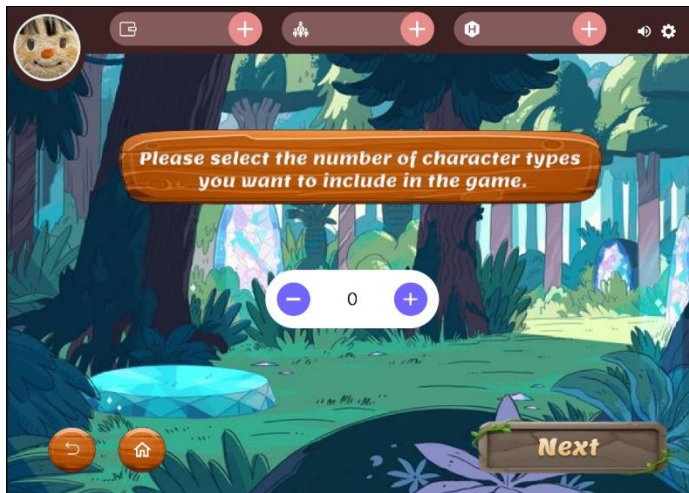 H
Please select the number of character types
you want to include in the game.
0
Next